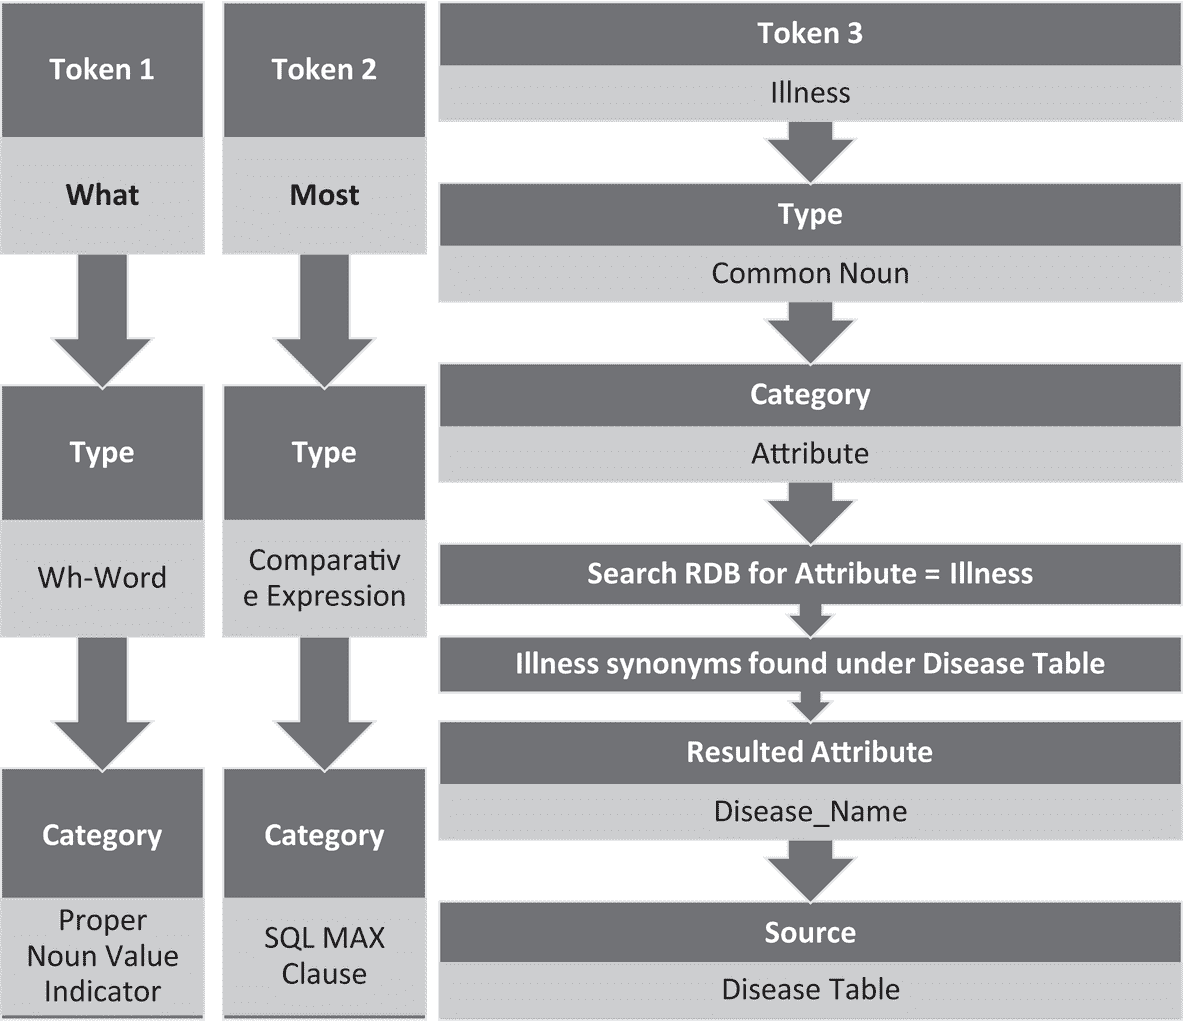 Token 1
What
Type
Wh-Word
Category
Proper
Noun Value
Indicator
Token 2
Most
Type
Comparativ
e Expression
Category
SQL MAX
Clause
Token 3
Illness
Type
Common Noun
Category
Attribute
Search RDB for Attribute = Illness
Illness synonyms found under Disease Table
Resulted Attribute
Disease_Name
Source
Disease Table